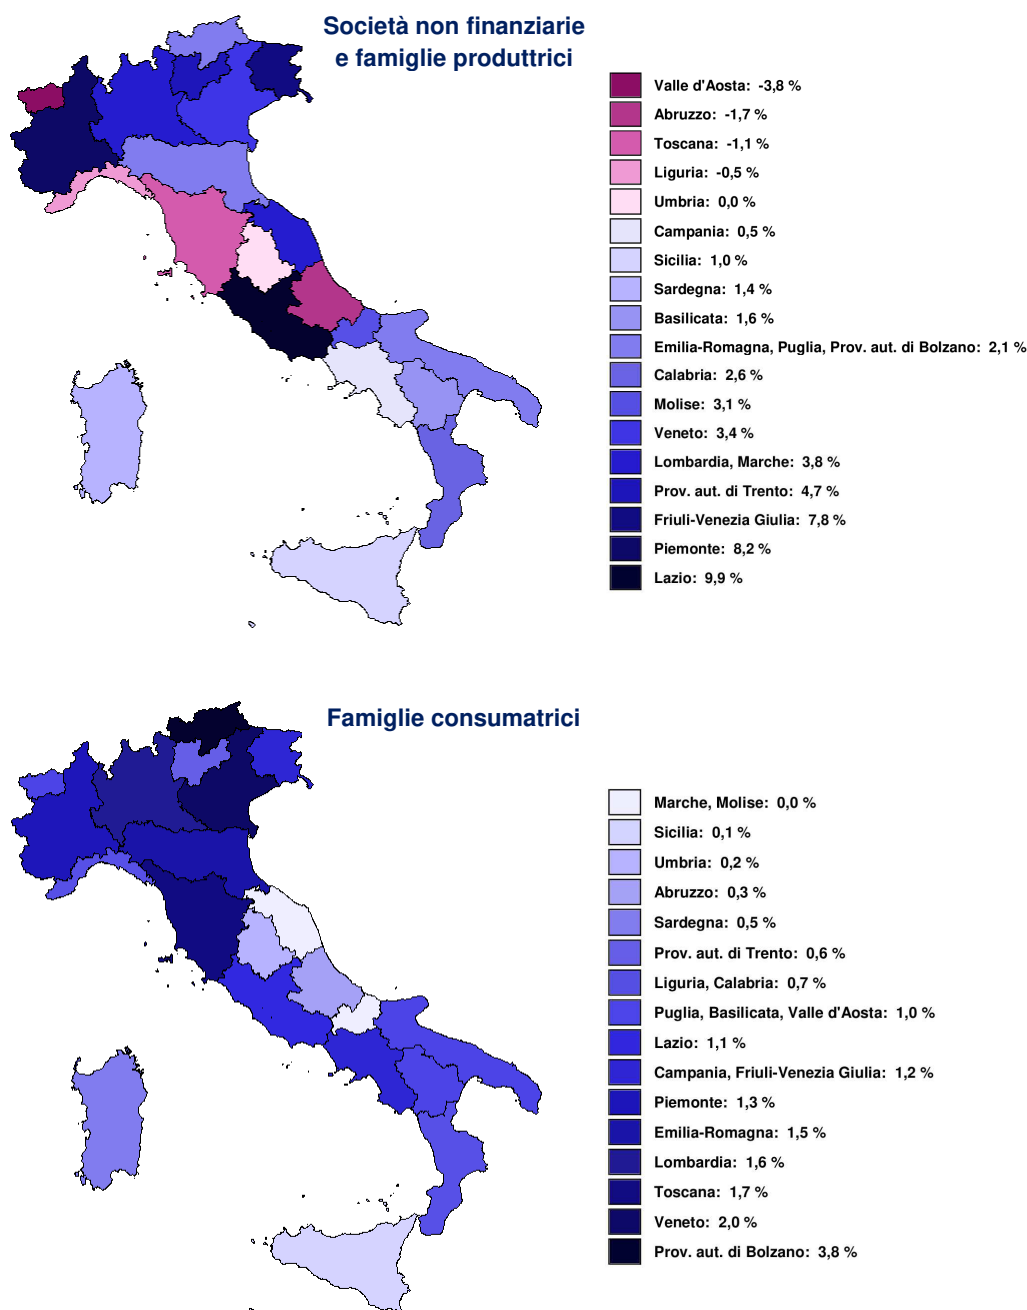 Società non finanziarie
e famiglie produttrici
Valle d'Aosta: -3,8 %
Abruzzo: -1,7 %
Toscana: -1,1 %
Liguria: -0,5 %
Umbria: 0,0 %
Campania: 0,5 %
Sicilia: 1,0 %
Sardegna: 1,4 %
Basilicata: 1,6 %
Emilia-Romagna, Puglia, Prov. aut. di Bolzano: 2,1 %
Calabria: 2,6 %
Molise: 3,1 %
Veneto: 3,4 %
Lombardia, Marche: 3,8 %
Prov. aut. di Trento: 4,7 %
Friuli-Venezia Giulia: 7,8 %
Piemonte: 8,2 %
Lazio: 9,9 %
Famiglie consumatrici
Marche, Molise: 0,0 %
Sicilia: 0,1 %
Umbria: 0,2 %
Abruzzo: 0,3 %
Sardegna: 0,5 %
Prov. aut. di Trento: 0,6 %
Liguria, Calabria: 0,7 %
Puglia, Basilicata, Valle d'Aosta: 1,0 %
Lazio: 1,1 %
Campania, Friuli-Venezia Giulia: 1,2 %
Piemonte: 1,3 %
Emilia-Romagna: 1,5 %
Lombardia: 1,6 %
Toscana: 1,7 %
Veneto: 2,0 %
Prov. aut. di Bolzano: 3,8 %